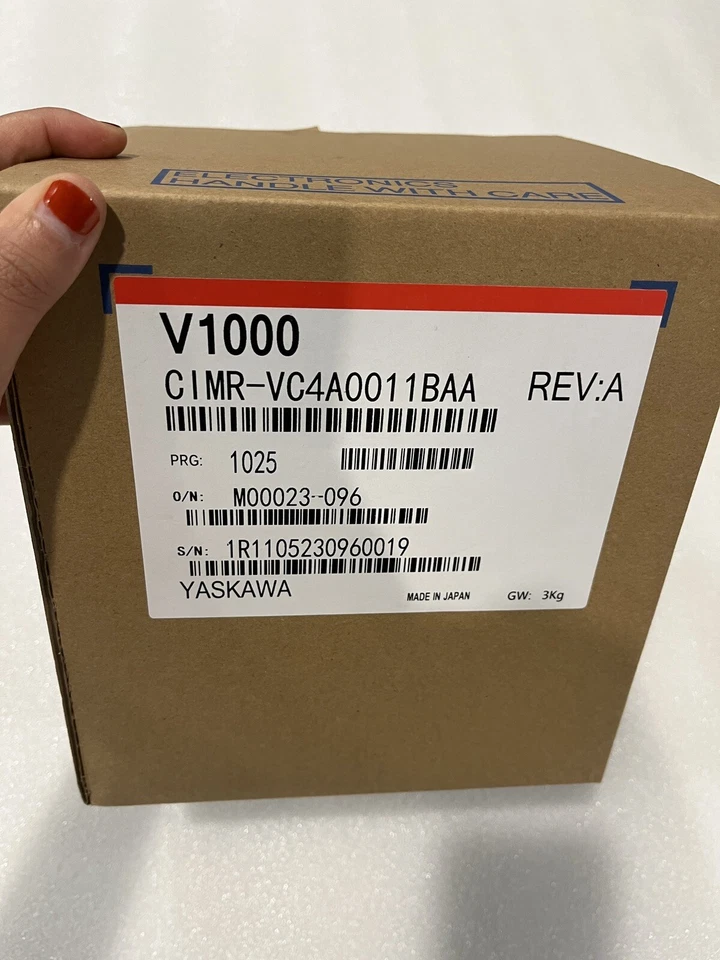 ELECTRONICS
HANDLE WITH CARE
V1000
CIMR-VC4A0011BAA REV:A
PRG: 1025
O/N: M00023--096
S/N: 1R1105230960019
YASKAWA MADE IN JAPAN GW: 3Kg